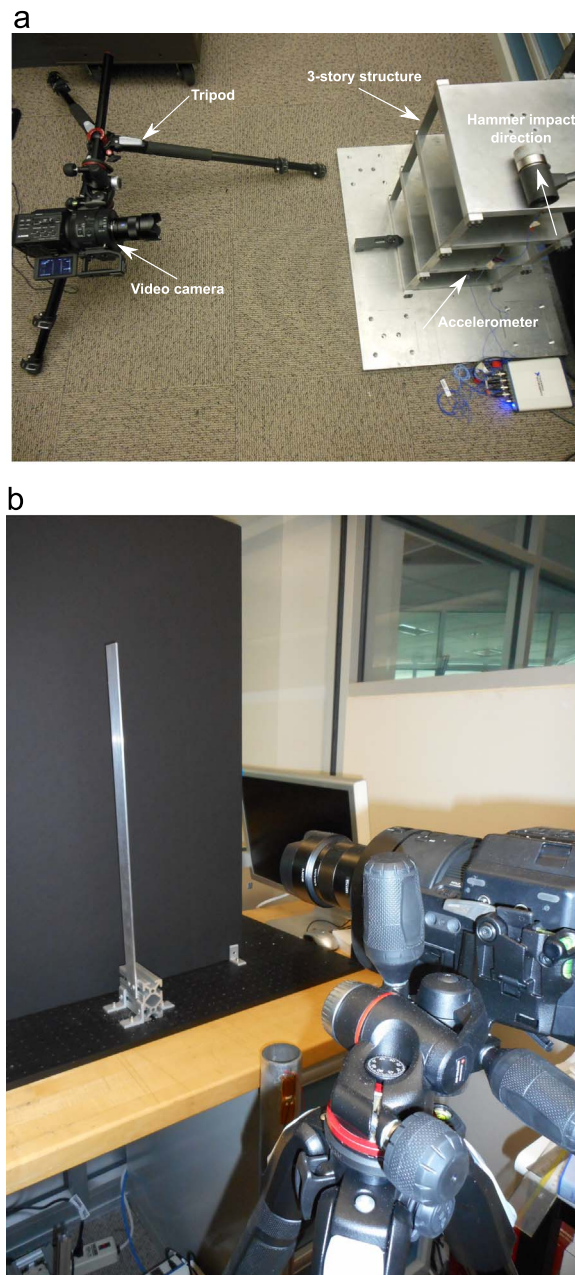 a
3-story structure
Tripod
Hammer impact
direction
Video camera
Accelerometer
b